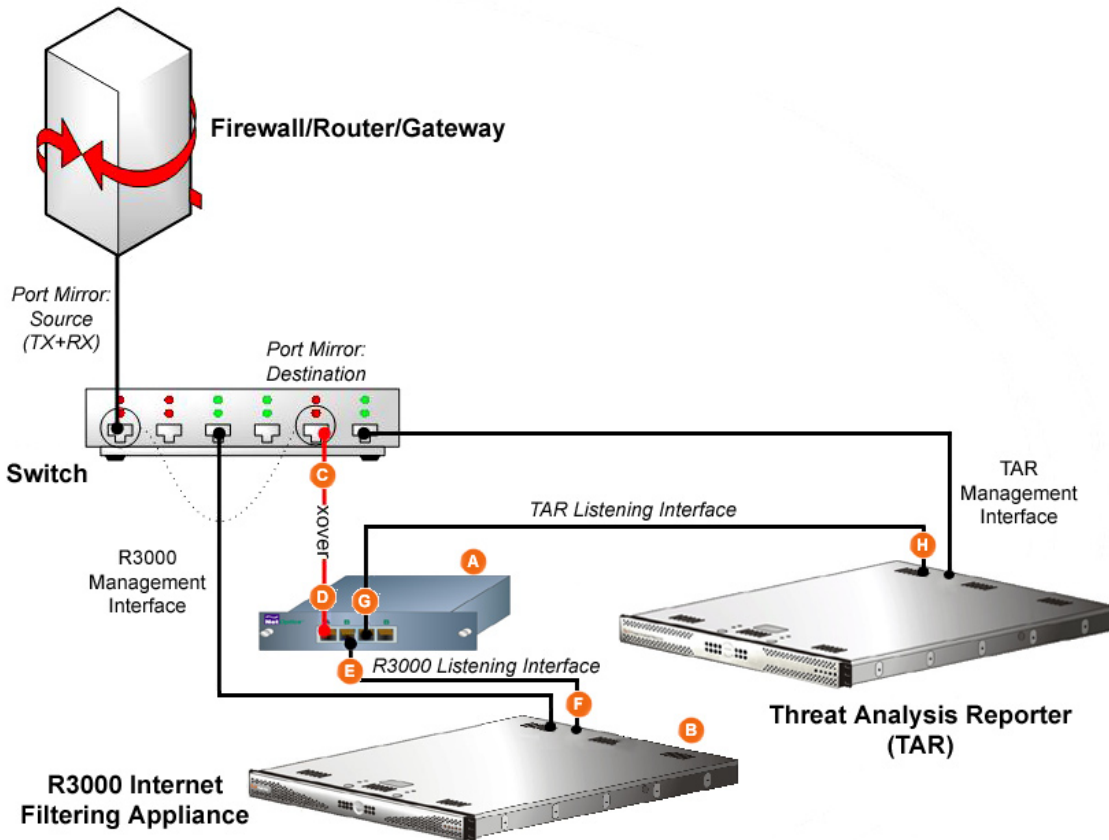 Firewall/Router/Gateway
Port Mirror:
Source
(TX+RX)
Port Mirror:
Destination
Switch
C
xover
TAR Listening Interface
TAR
Management
Interface
R3000
Management
Interface
A
H
D
G
E
R3000 Listening Interface
F
B
Threat Analysis Reporter
(TAR)
R3000 Internet
Filtering Appliance